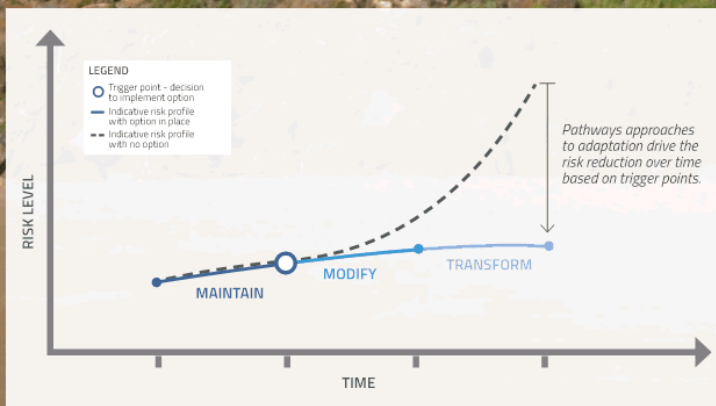 LEGEND
Trigger point - decision
to implement option
Indicative risk profile
with option in place
Indicative risk profile
with no option
Pathways approaches
to adaptation drive the
risk reduction over time
based on trigger points.
RISK LEVEL
MAINTAIN
MODIFY
TRANSFORM
TIME